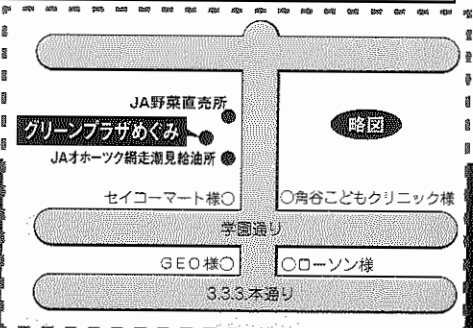 JA野菜直売所
グリーンプラザめぐみ
略図
JAオホーツク網走潮見給油所
セイコーマート様
角谷こどもクリニック様
学園通り
GEO様
ローソン様
3.3.3.本通り